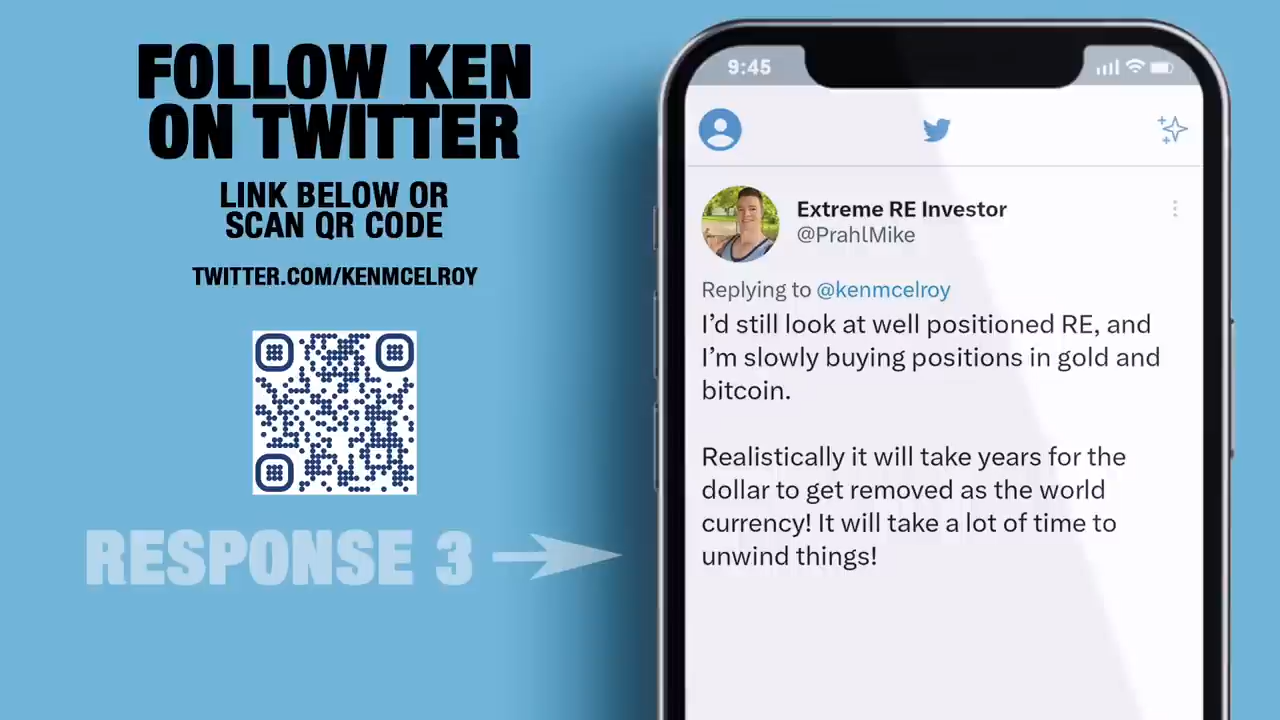 FOLLOW KEN
ON TWITTER
LINK BELOW OR
SCAN QR CODE
TWITTER.COM/KENMCELROY
RESPONSE 3
9:45
Extreme RE Investor
@PrahlMike
Replying to @kenmcelroy
I’d still look at well positioned RE, and
I’m slowly buying positions in gold and
bitcoin.
Realistically it will take years for the
dollar to get removed as the world
currency! It will take a lot of time to
unwind things!